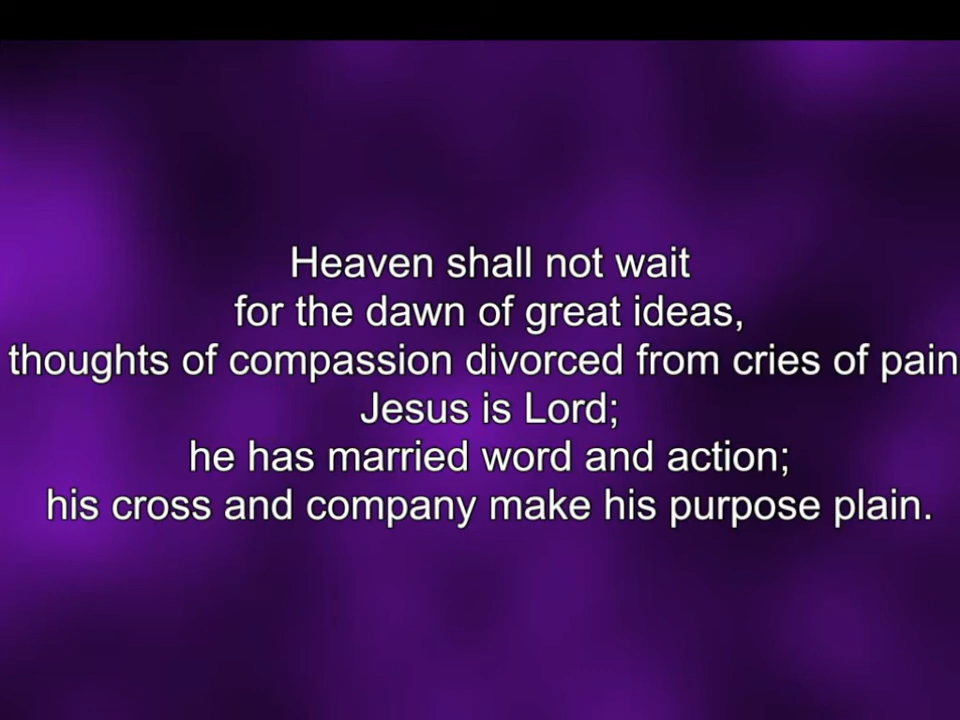 Heaven shall not wait
for the dawn of great ideas,
thoughts of compassion divorced from cries of pain
Jesus is Lord;
he has married word and action;
his cross and company make his purpose plain.